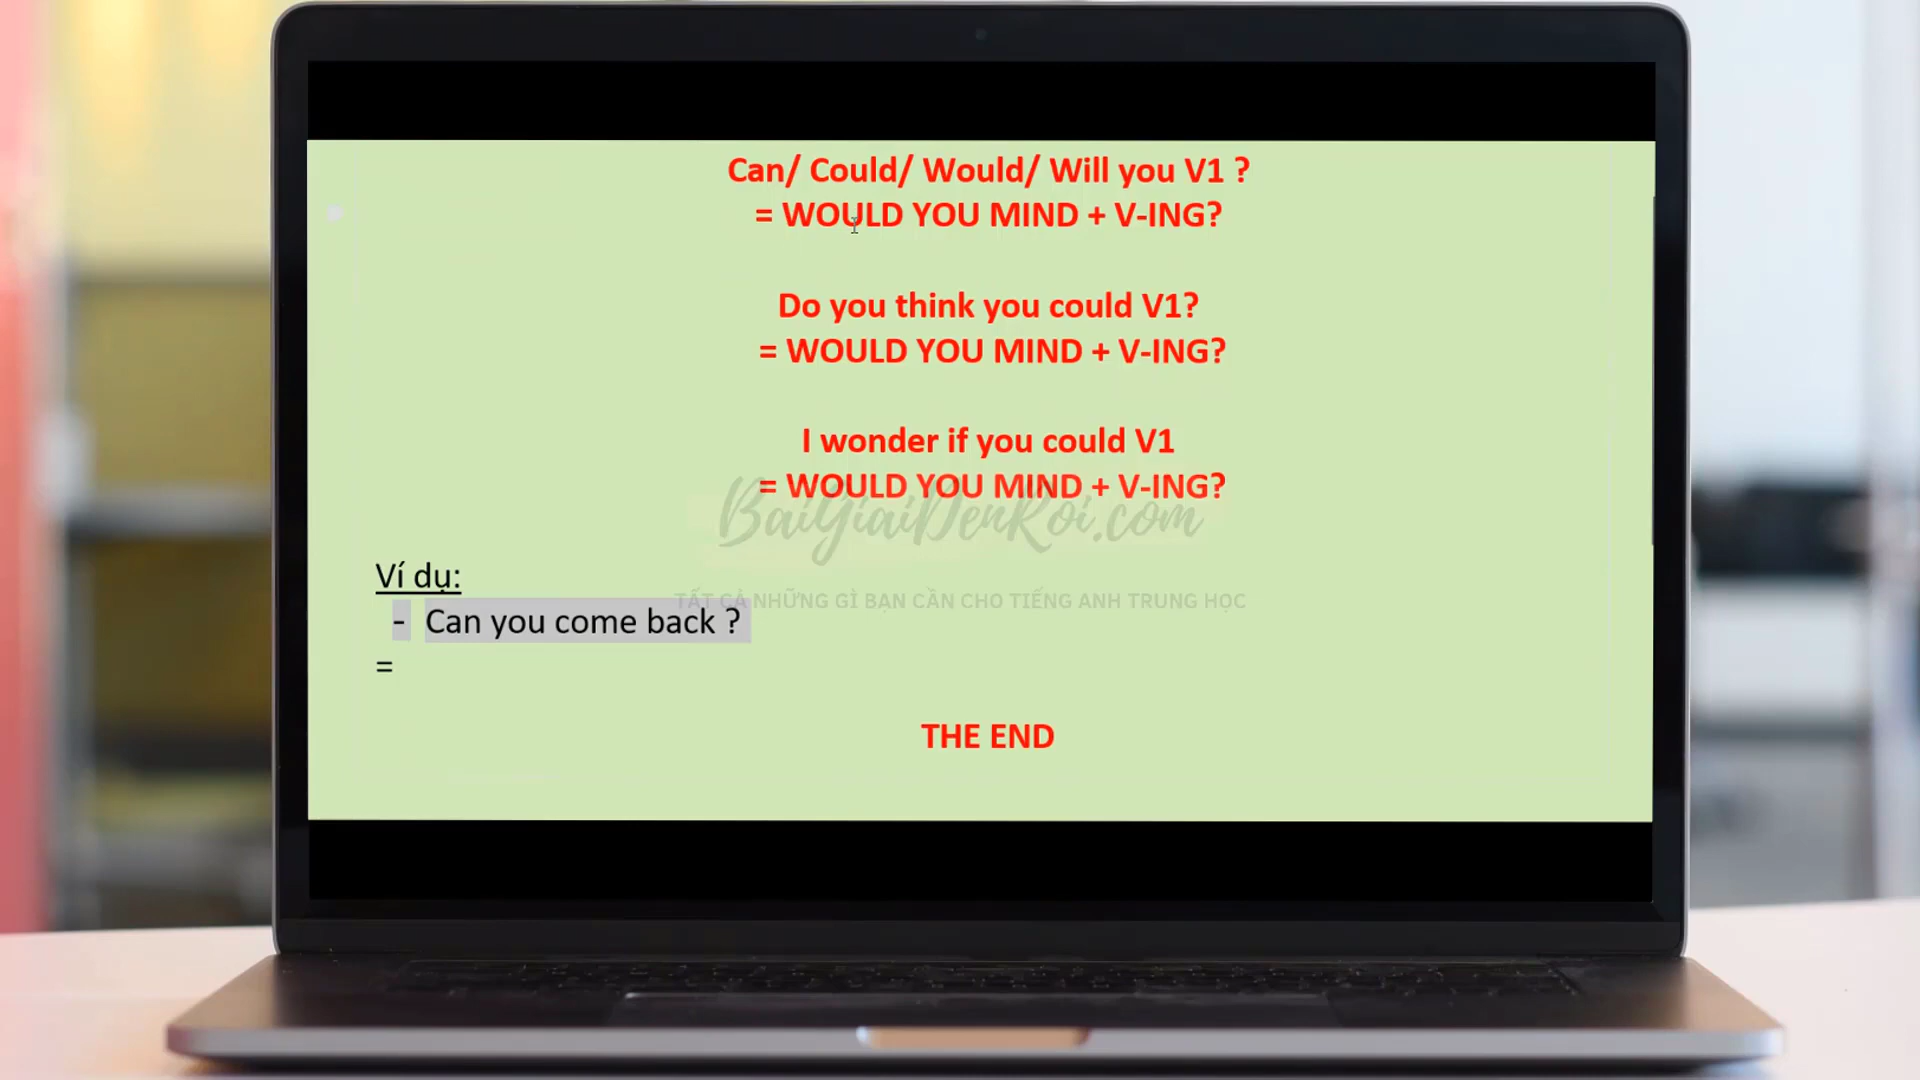 Can/ Could/ Would/ Will you V1 ?
= WOULD YOU MIND + V-ING?
Do you think you could V1?
= WOULD YOU MIND + V-ING?
I wonder if you could V1
= WOULD YOU MIND + V-ING?
BaiGiaiDenRoi.com
TẤT CẢ NHỮNG GÌ BẠN CẦN CHO TIẾNG ANH TRUNG HỌC
Ví dụ:
- Can you come back ?
=
THE END